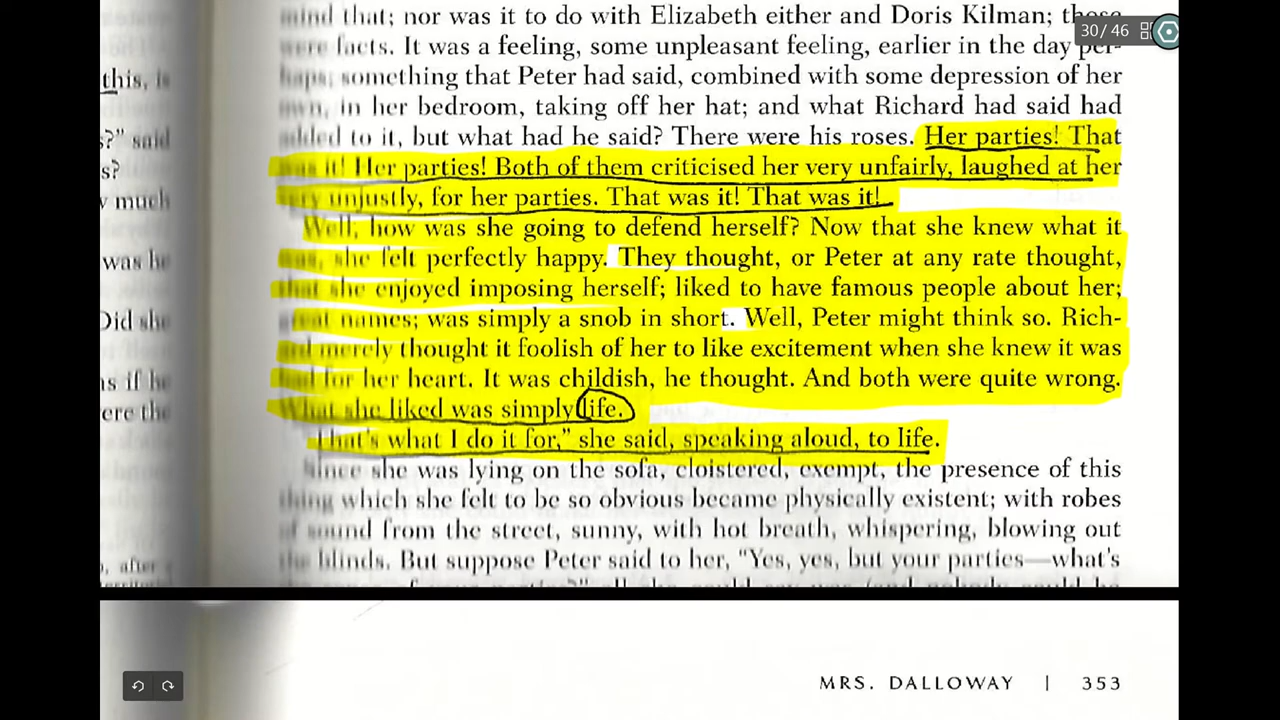 mind that; nor was it to do with Elizabeth either and Doris Kilman; those
were facts. It was a feeling, some unpleasant feeling, earlier in the day per-
haps; something that Peter had said, combined with some depression of her
own, in her bedroom, taking off her hat; and what Richard had said had
added to it, but what had he said? There were his roses. Her parties! That
was it! Her parties! Both of them criticised her very unfairly, laughed at her
very unjustly, for her parties. That was it! That was it!
Well, how was she going to defend herself? Now that she knew what it
was, she felt perfectly happy. They thought, or Peter at any rate thought,
that she enjoyed imposing herself; liked to have famous people about her;
great names; was simply a snob in short. Well, Peter might think so. Rich-
ard merely thought it foolish of her to like excitement when she knew it was
bad for her heart. It was childish, he thought. And both were quite wrong.
What she liked was simply life.
"That's what I do it for," she said, speaking aloud, to life.
Since she was lying on the sofa, cloistered, exempt, the presence of this
thing which she felt to be so obvious became physically existent; with robes
of sound from the street, sunny, with hot breath, whispering, blowing out
the blinds. But suppose Peter said to her, "Yes, yes, but your parties—what's
this, is
?" said
s?
much
was he
Did she
as if he
ere the
, after
30 / 46
MRS. DALLOWAY | 353